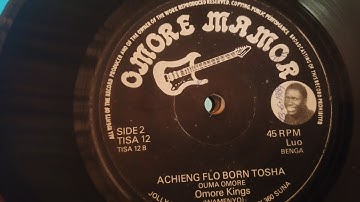 ALL RIGHTS OF THE RECORD PRODUCER AND OF THE OWNER OF THE WORK REPRODUCED RESERVED. COPYING, PUBLIC PERFORMANCE BROADCASTING OF THIS RECORD PROHIBITED
OMORE MAMOR
SIDE 2
TISA 12
TISA 12 B
45 RPM
Luo
BENGA
ACHIENG FLO BORN TOSHA
OUMA OMORE
Omore Kings
360 SUNA